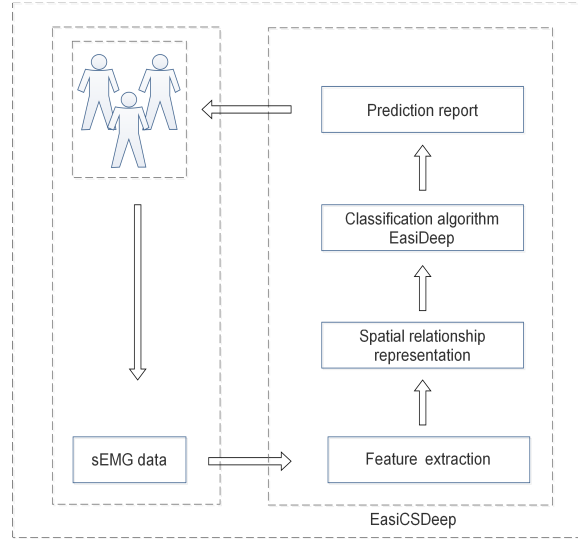 Prediction report
Classification algorithm
EasiDeep
Spatial relationship
representation
sEMG data
Feature extraction
EasiCSDeep